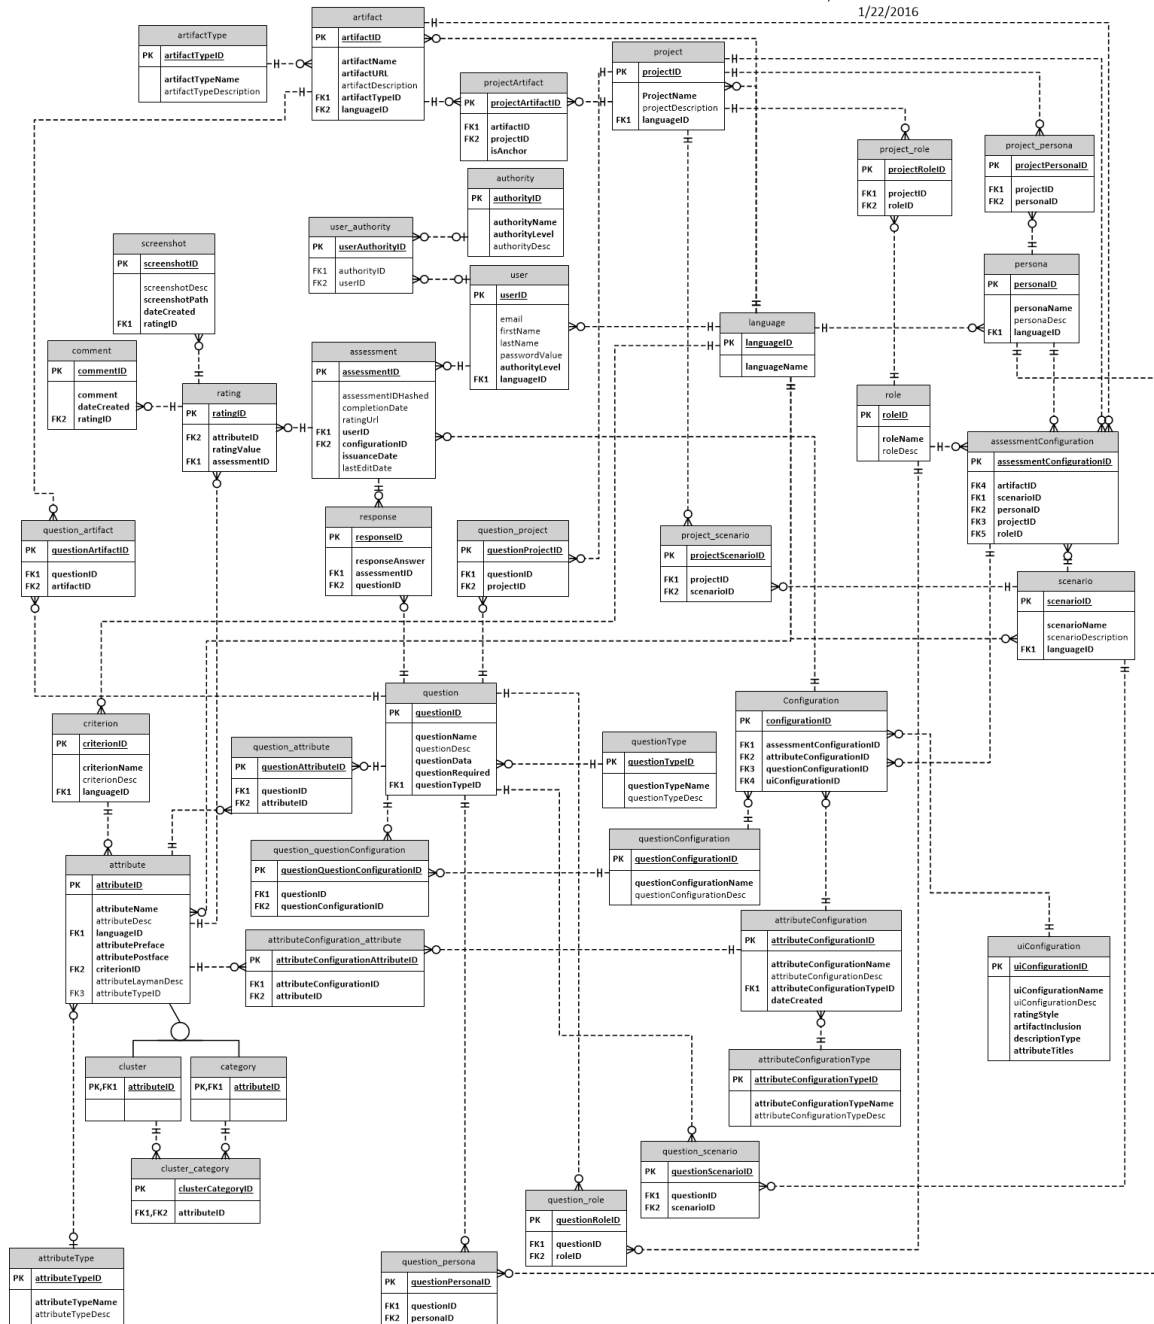 1/22/2016
artifact
PK artifactID
artifactName
artifactURL
artifactDescription
FK1 artifactTypeID
FK2 languageID
artifactType
PK artifactTypeID
artifactTypeName
artifactTypeDescription
project
PK projectID
ProjectName
projectDescription
FK1 languageID
projectArtifact
PK projectArtifactID
FK1 artifactID
FK2 projectID
isAnchor
project_role
PK projectRoleID
FK1 projectID
FK2 roleID
project_persona
PK projectPersonaID
FK1 projectID
FK2 personaID
authority
PK authorityID
authorityName
authorityLevel
authorityDesc
user_authority
PK userAuthorityID
FK1 authorityID
FK2 userID
screenshot
PK screenshotID
screenshotDesc
screenshotPath
dateCreated
FK1 ratingID
user
PK userID
email
firstName
lastName
passwordValue
authorityLevel
FK1 languageID
persona
PK personaID
personaName
personaDesc
FK1 languageID
language
PK languageID
languageName
comment
PK commentID
comment
dateCreated
FK2 ratingID
assessment
PK assessmentID
assessmentIDHashed
completionDate
ratingUrl
FK1 userID
FK2 configurationID
issuanceDate
lastEditDate
rating
PK ratingID
FK2 attributeID
ratingValue
FK1 assessmentID
role
PK roleID
roleName
roleDesc
assessmentConfiguration
PK assessmentConfigurationID
FK4 artifactID
FK1 scenarioID
FK2 personaID
FK3 projectID
FK5 roleID
question_artifact
PK questionArtifactID
FK1 questionID
FK2 artifactID
response
PK responseID
responseAnswer
FK1 assessmentID
FK2 questionID
question_project
PK questionProjectID
FK1 questionID
FK2 projectID
project_scenario
PK projectScenarioID
FK1 projectID
FK2 scenarioID
scenario
PK scenarioID
scenarioName
scenarioDescription
FK1 languageID
question
PK questionID
questionName
questionDesc
questionData
questionRequired
FK1 questionTypeID
Configuration
PK configurationID
FK1 assessmentConfigurationID
FK2 attributeConfigurationID
FK3 questionConfigurationID
FK4 uiConfigurationID
criterion
PK criterionID
criterionName
criterionDesc
FK1 languageID
question_attribute
PK questionAttributeID
FK1 questionID
FK2 attributeID
questionType
PK questionTypeID
questionTypeName
questionTypeDesc
question_questionConfiguration
PK questionQuestionConfigurationID
FK1 questionID
FK2 questionConfigurationID
questionConfiguration
PK questionConfigurationID
questionConfigurationName
questionConfigurationDesc
attribute
PK attributeID
attributeName
attributeDesc
FK1 languageID
attributePreface
attributePostface
FK2 criterionID
attributeLaymanDesc
FK3 attributeTypeID
attributeConfiguration_attribute
PK attributeConfigurationAttributeID
FK1 attributeConfigurationID
FK2 attributeID
attributeConfiguration
PK attributeConfigurationID
attributeConfigurationName
attributeConfigurationDesc
FK1 attributeConfigurationTypeID
dateCreated
uiConfiguration
PK uiConfigurationID
uiConfigurationName
uiConfigurationDesc
ratingStyle
artifactInclusion
descriptionType
attributeTitles
attributeConfigurationType
PK attributeConfigurationTypeID
attributeConfigurationTypeName
attributeConfigurationTypeDesc
cluster
PK,FK1 attributeID
category
PK,FK1 attributeID
cluster_category
PK clusterCategoryID
FK1,FK2 attributeID
question_scenario
PK questionScenarioID
FK1 questionID
FK2 scenarioID
question_role
PK questionRoleID
FK1 questionID
FK2 roleID
attributeType
PK attributeTypeID
attributeTypeName
attributeTypeDesc
question_persona
PK questionPersonaID
FK1 questionID
FK2 personaID